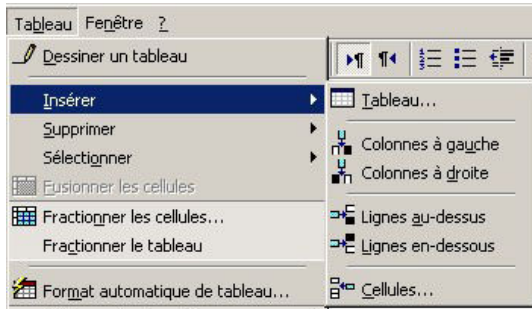 Tableau Fenêtre ?
Dessiner un tableau
Insérer
Supprimer
Sélectionner
Fusionner les cellules
Fractionner les cellules...
Fractionner le tableau
Format automatique de tableau...
Tableau...
Colonnes à gauche
Colonnes à droite
Lignes au-dessus
Lignes en-dessous
Cellules...